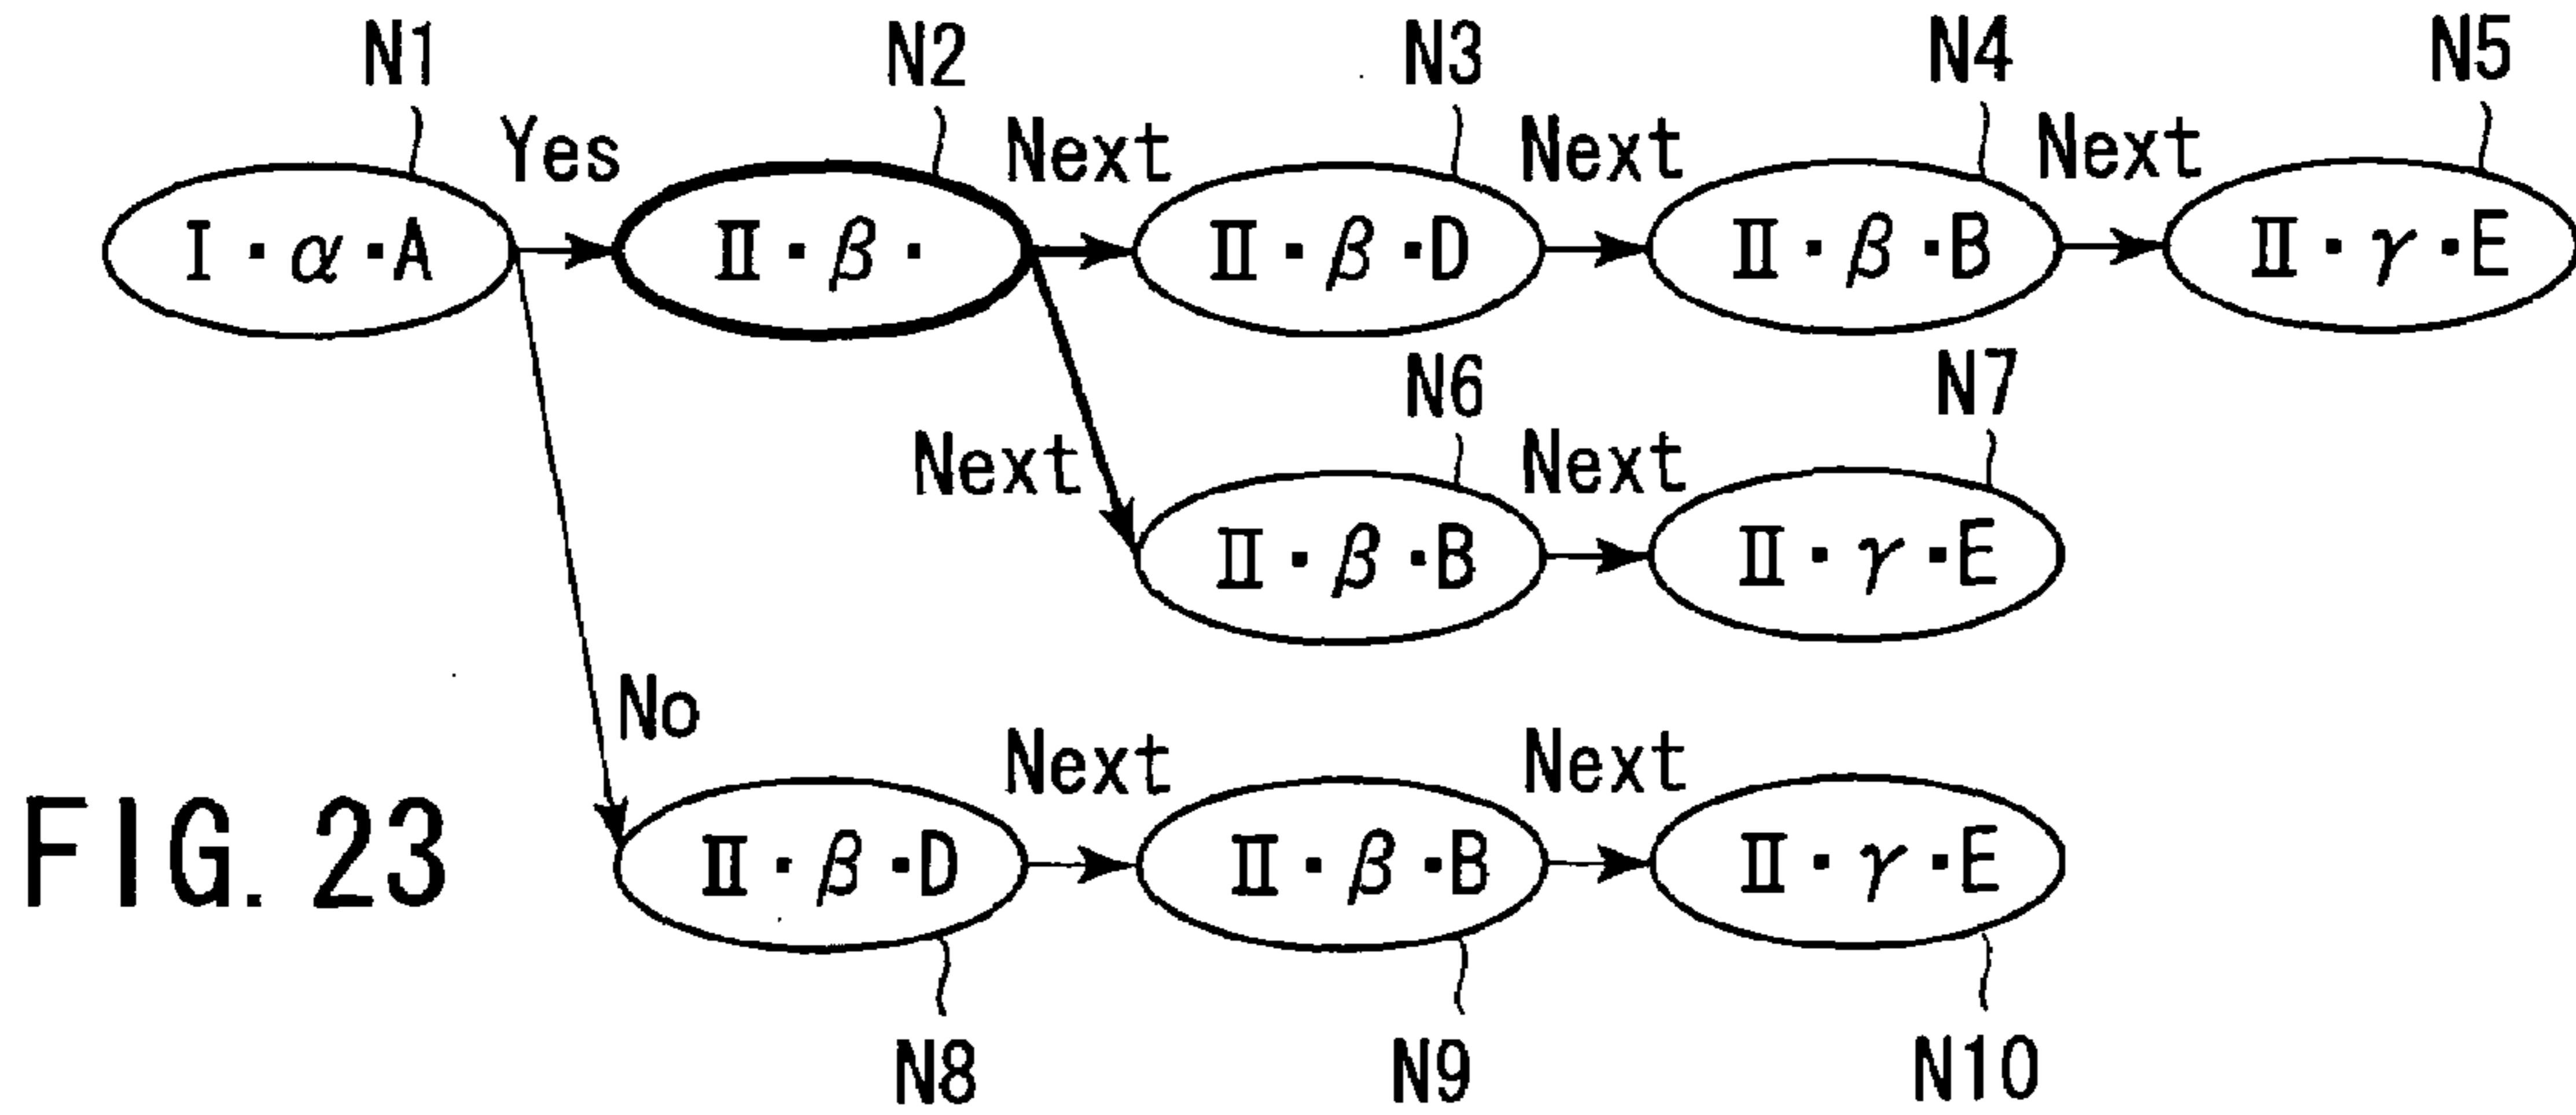 N1 N2 N3 N4 N5
Yes Next Next Next
I・α・A Ⅱ・β・ Ⅱ・β・D Ⅱ・β・B Ⅱ・γ・E
N6 N7
Next Next
Ⅱ・β・B Ⅱ・γ・E
No Next Next
FIG. 23 Ⅱ・β・D Ⅱ・β・B Ⅱ・γ・E
N8 N9 N10